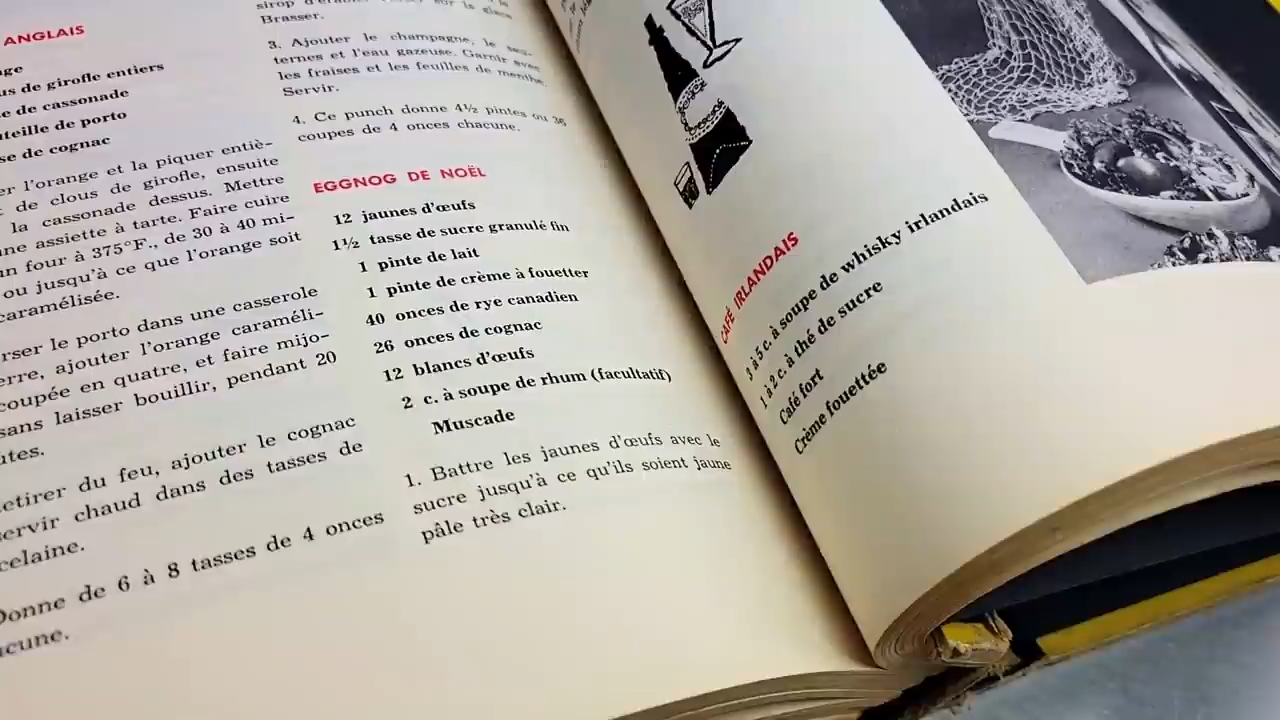 ANGLAIS
us de girofle entiers
e de cassonade
uteille de porto
se de cognac
er l'orange et la piquer entiè-
de clous de girofle, ensuite
la cassonade dessus. Mettre
ne assiette à tarte. Faire cuire
n four à 375°F., de 30 à 40 mi-
ou jusqu'à ce que l'orange soit
caramélisée.
rser le porto dans une casserole
erre, ajouter l'orange caraméli-
coupée en quatre, et faire mijo-
sans laisser bouillir, pendant 20
utes.
etirer du feu, ajouter le cognac
servir chaud dans des tasses de
celaine.
Donne de 6 à 8 tasses de 4 onces
acune.
Brasser.
3. Ajouter le champagne, le sau-
ternes et l'eau gazeuse. Garnir avec
les fraises et les feuilles de menthe.
Servir.
4. Ce punch donne 4½ pintes ou 36
coupes de 4 onces chacune.
EGGNOG DE NOËL
12 jaunes d'œufs
1½ tasse de sucre granulé fin
1 pinte de lait
1 pinte de crème à fouetter
40 onces de rye canadien
26 onces de cognac
12 blancs d'œufs
2 c. à soupe de rhum (facultatif)
Muscade
1. Battre les jaunes d'œufs avec le
sucre jusqu'à ce qu'ils soient jaune
pâle très clair.
CAFÉ IRLANDAIS
3 à 5 c. à soupe de whisky irlandais
1 à 2 c. à thé de sucre
Café fort
Crème fouettée